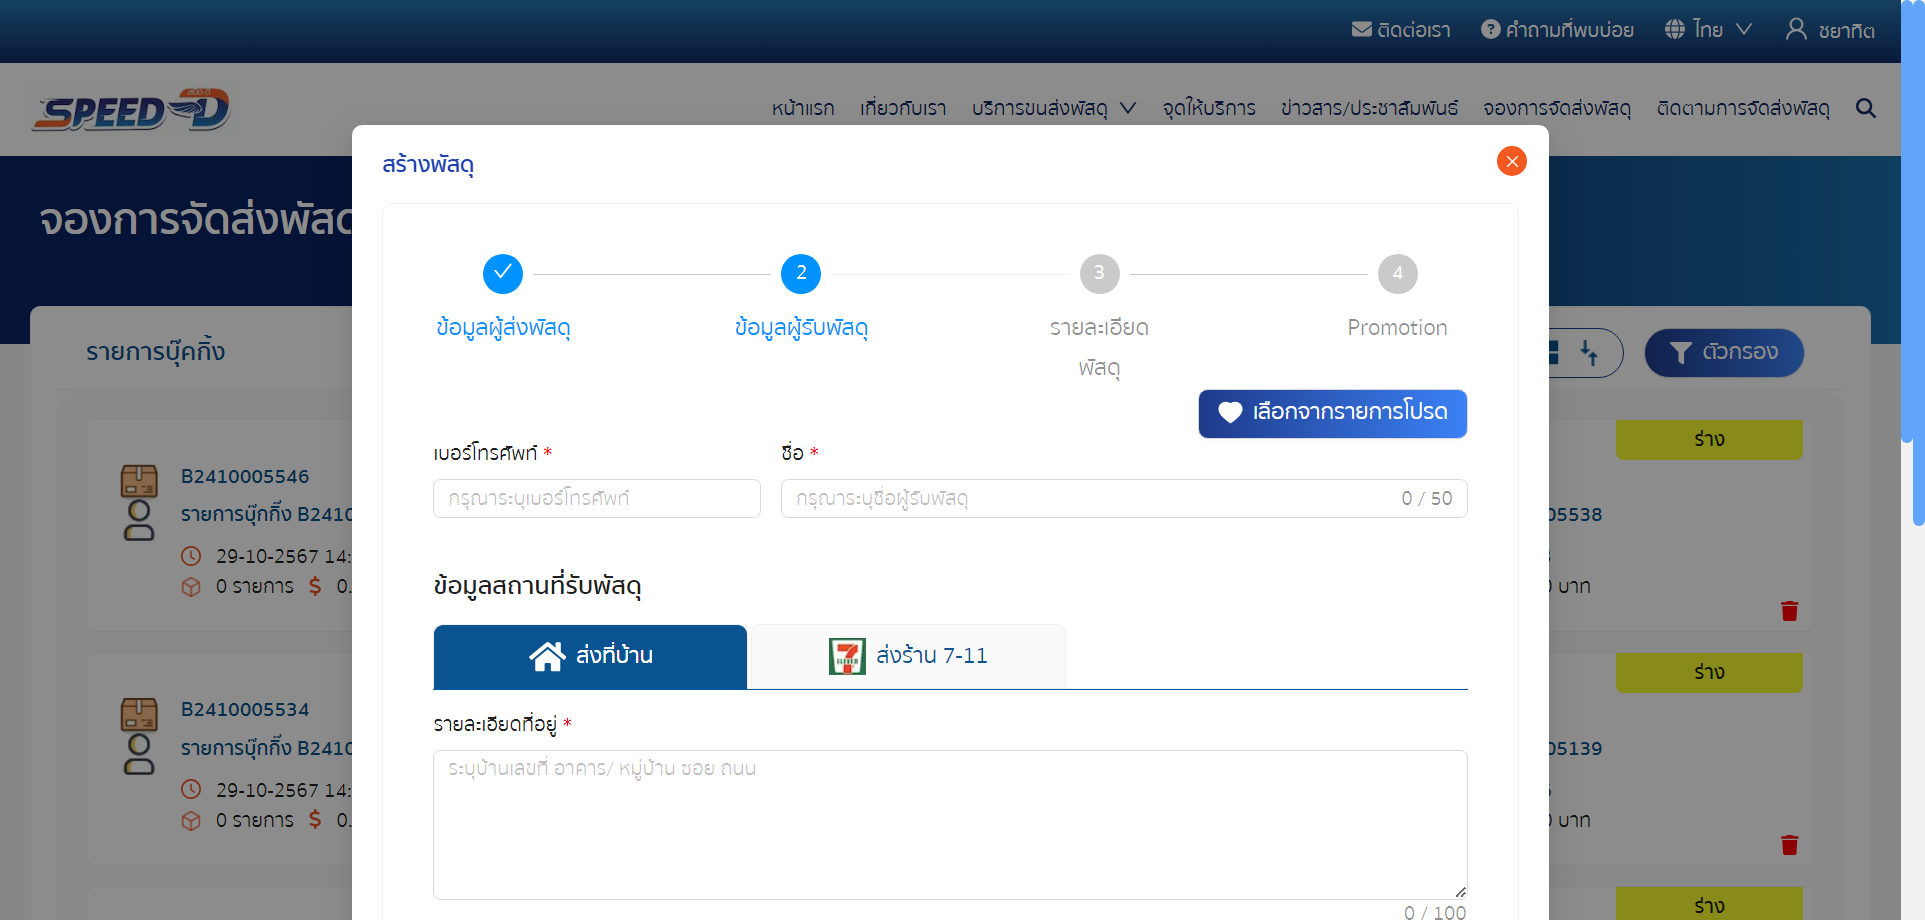 ติดต่อเรา คำถามที่พบบ่อย ไทย ชยาทิต
SPEED-D
หน้าแรก เกี่ยวกับเรา บริการขนส่งพัสดุ จุดให้บริการ ข่าวสาร/ประชาสัมพันธ์ จองการจัดส่งพัสดุ ติดตามการจัดส่งพัสดุ
จองการจัดส่งพัสดุ
สร้างพัสดุ
2 3 4
ข้อมูลผู้ส่งพัสดุ ข้อมูลผู้รับพัสดุ รายละเอียด Promotion
พัสดุ
รายการบุ๊คกิ้ง
ตัวกรอง
เลือกจากรายการโปรด
เบอร์โทรศัพท์ * ชื่อ *
กรุณาระบุเบอร์โทรศัพท์ กรุณาระบุชื่อผู้รับพัสดุ 0 / 50
ข้อมูลสถานที่รับพัสดุ
ส่งที่บ้าน ส่งร้าน 7-11
รายละเอียดที่อยู่ *
ระบุบ้านเลขที่ อาคาร/ หมู่บ้าน ซอย ถนน
0 / 100
B2410005546
รายการบุ๊กกิ้ง B2410
29-10-2567 14:
0 รายการ $ 0.
B2410005534
รายการบุ๊กกิ้ง B2410
29-10-2567 14:
0 รายการ $ 0.
ร่าง
05538
บาท
ร่าง
05139
บาท
ร่าง